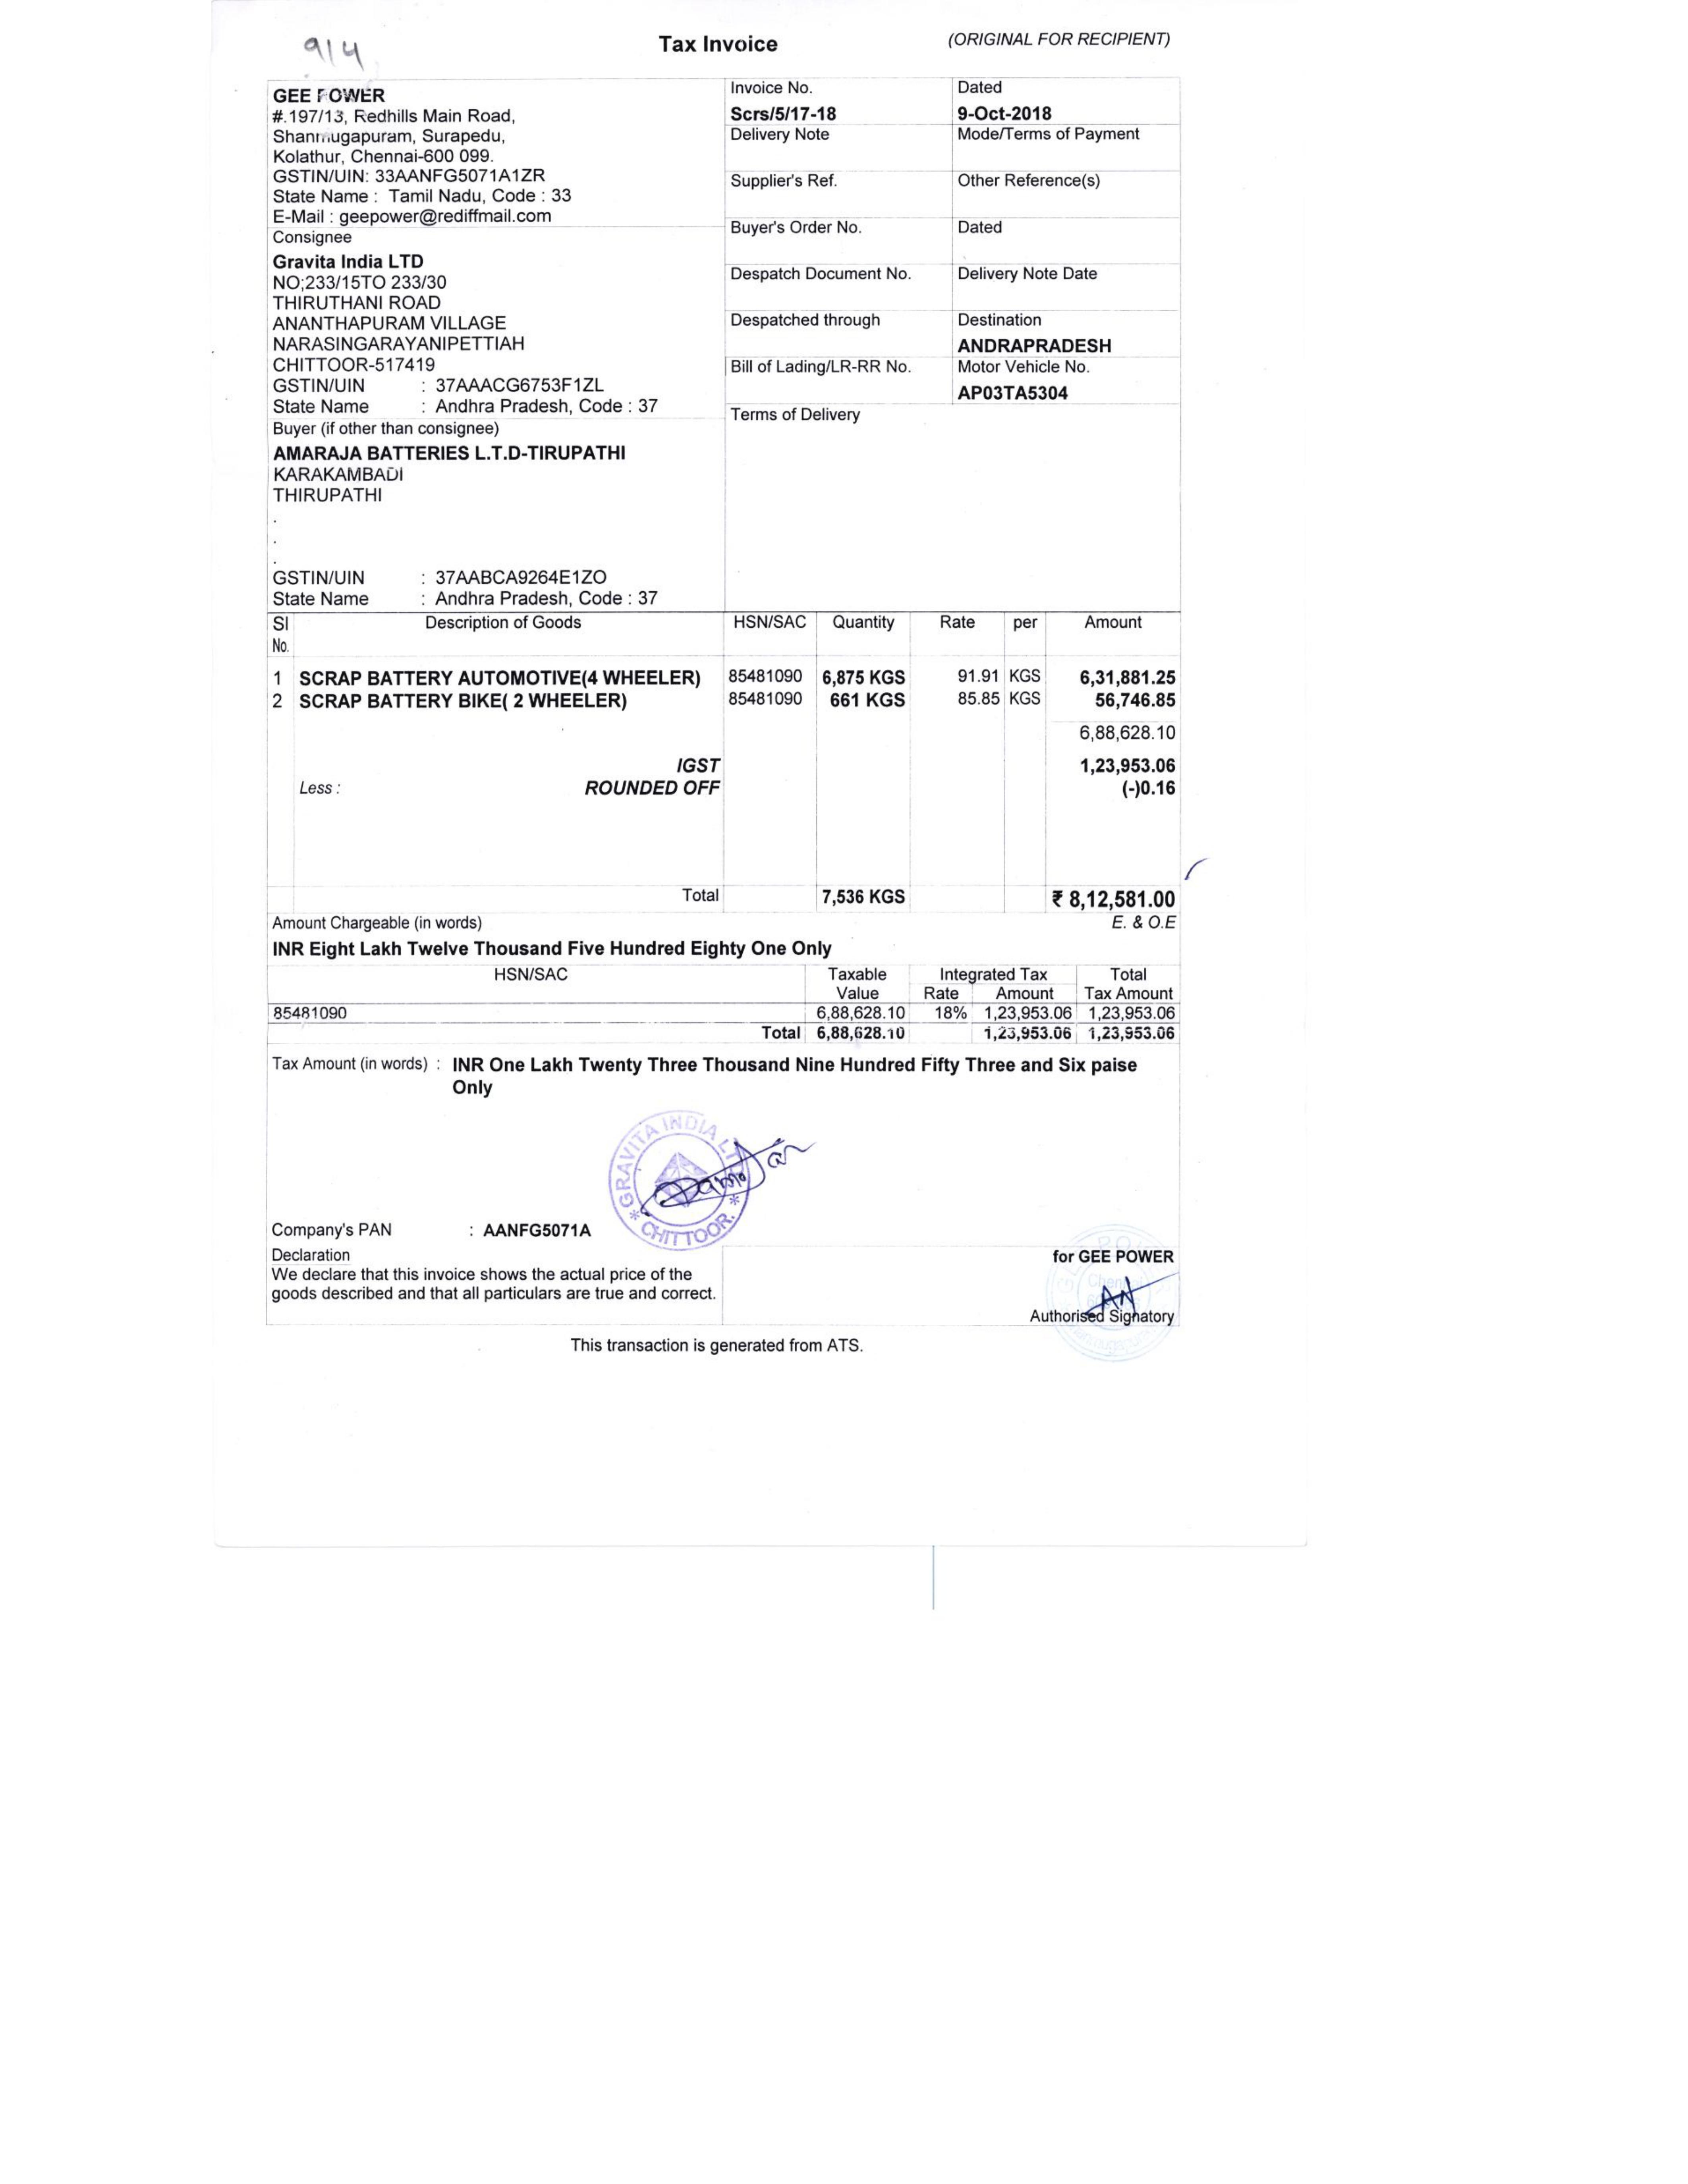 914
Tax Invoice
(ORIGINAL FOR RECIPIENT)
GEE POWER
#.197/13, Redhills Main Road,
Shanmugapuram, Surapedu,
Kolathur, Chennai-600 099.
GSTIN/UIN: 33AANFG5071A1ZR
State Name : Tamil Nadu, Code : 33
E-Mail : geepower@rediffmail.com
Invoice No.
Scrs/5/17-18
Dated
9-Oct-2018
Delivery Note
Mode/Terms of Payment
Supplier's Ref.
Other Reference(s)
Consignee
Gravita India LTD
NO;233/15TO 233/30
THIRUTHANI ROAD
ANANTHAPURAM VILLAGE
NARASINGARAYANIPETTIAH
CHITTOOR-517419
GSTIN/UIN : 37AAACG6753F1ZL
State Name : Andhra Pradesh, Code : 37
Buyer's Order No.
Dated
Despatch Document No.
Delivery Note Date
Despatched through
Destination
ANDRAPRADESH
Bill of Lading/LR-RR No.
Motor Vehicle No.
AP03TA5304
Terms of Delivery
Buyer (if other than consignee)
AMARAJA BATTERIES L.T.D-TIRUPATHI
KARAKAMBADI
THIRUPATHI
.
.
.
GSTIN/UIN : 37AABCA9264E1ZO
State Name : Andhra Pradesh, Code : 37
Sl No. Description of Goods HSN/SAC Quantity Rate per Amount
1 SCRAP BATTERY AUTOMOTIVE(4 WHEELER) 85481090 6,875 KGS 91.91 KGS 6,31,881.25
2 SCRAP BATTERY BIKE( 2 WHEELER) 85481090 661 KGS 85.85 KGS 56,746.85
6,88,628.10
IGST 1,23,953.06
Less : ROUNDED OFF (-)0.16
Total 7,536 KGS ₹ 8,12,581.00
Amount Chargeable (in words) E. & O.E
INR Eight Lakh Twelve Thousand Five Hundred Eighty One Only
HSN/SAC Taxable Value Integrated Tax Rate Amount Total Tax Amount
85481090 6,88,628.10 18% 1,23,953.06 1,23,953.06
Total 6,88,628.10 1,23,953.06 1,23,953.06
Tax Amount (in words) : INR One Lakh Twenty Three Thousand Nine Hundred Fifty Three and Six paise
Only
* GRAVITA INDIA LTD. * CHITTOOR.
Company's PAN : AANFG5071A
Declaration
We declare that this invoice shows the actual price of the
goods described and that all particulars are true and correct.
for GEE POWER
Authorised Signatory
This transaction is generated from ATS.